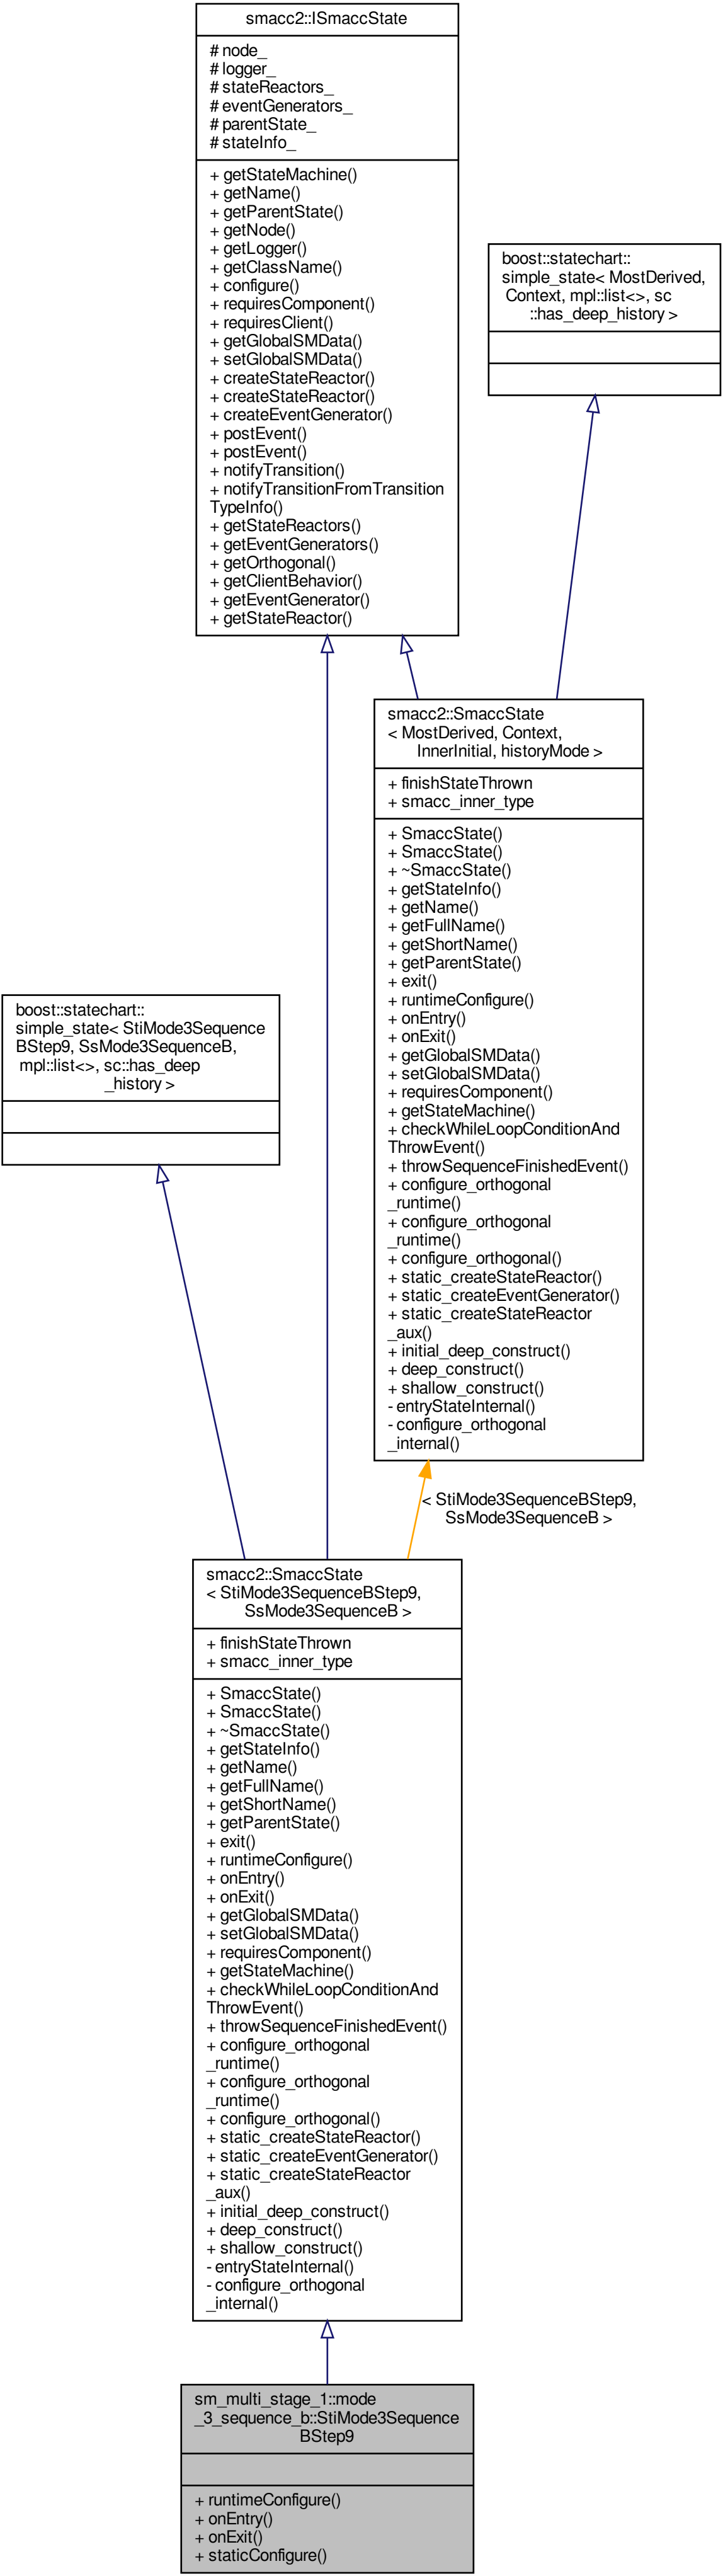 smacc2::ISmaccState
# node_
# logger_
# stateReactors_
# eventGenerators_
# parentState_
# stateInfo_
+ getStateMachine()
+ getName()
+ getParentState()
+ getNode()
+ getLogger()
+ getClassName()
+ configure()
+ requiresComponent()
+ requiresClient()
+ getGlobalSMData()
+ setGlobalSMData()
+ createStateReactor()
+ createStateReactor()
+ createEventGenerator()
+ postEvent()
+ postEvent()
+ notifyTransition()
+ notifyTransitionFromTransition
TypeInfo()
+ getStateReactors()
+ getEventGenerators()
+ getOrthogonal()
+ getClientBehavior()
+ getEventGenerator()
+ getStateReactor()
boost::statechart::
simple_state< MostDerived,
Context, mpl::list<>, sc
::has_deep_history >
smacc2::SmaccState
< MostDerived, Context,
InnerInitial, historyMode >
+ finishStateThrown
+ smacc_inner_type
+ SmaccState()
+ SmaccState()
+ ~SmaccState()
+ getStateInfo()
+ getName()
+ getFullName()
+ getShortName()
+ getParentState()
+ exit()
+ runtimeConfigure()
+ onEntry()
+ onExit()
+ getGlobalSMData()
+ setGlobalSMData()
+ requiresComponent()
+ getStateMachine()
+ checkWhileLoopConditionAnd
ThrowEvent()
+ throwSequenceFinishedEvent()
+ configure_orthogonal
_runtime()
+ configure_orthogonal
_runtime()
+ configure_orthogonal()
+ static_createStateReactor()
+ static_createEventGenerator()
+ static_createStateReactor
_aux()
+ initial_deep_construct()
+ deep_construct()
+ shallow_construct()
- entryStateInternal()
- configure_orthogonal
_internal()
boost::statechart::
simple_state< StiMode3Sequence
BStep9, SsMode3SequenceB,
mpl::list<>, sc::has_deep
_history >
< StiMode3SequenceBStep9,
SsMode3SequenceB >
smacc2::SmaccState
< StiMode3SequenceBStep9,
SsMode3SequenceB >
+ finishStateThrown
+ smacc_inner_type
+ SmaccState()
+ SmaccState()
+ ~SmaccState()
+ getStateInfo()
+ getName()
+ getFullName()
+ getShortName()
+ getParentState()
+ exit()
+ runtimeConfigure()
+ onEntry()
+ onExit()
+ getGlobalSMData()
+ setGlobalSMData()
+ requiresComponent()
+ getStateMachine()
+ checkWhileLoopConditionAnd
ThrowEvent()
+ throwSequenceFinishedEvent()
+ configure_orthogonal
_runtime()
+ configure_orthogonal
_runtime()
+ configure_orthogonal()
+ static_createStateReactor()
+ static_createEventGenerator()
+ static_createStateReactor
_aux()
+ initial_deep_construct()
+ deep_construct()
+ shallow_construct()
- entryStateInternal()
- configure_orthogonal
_internal()
sm_multi_stage_1::mode
_3_sequence_b::StiMode3Sequence
BStep9
+ runtimeConfigure()
+ onEntry()
+ onExit()
+ staticConfigure()